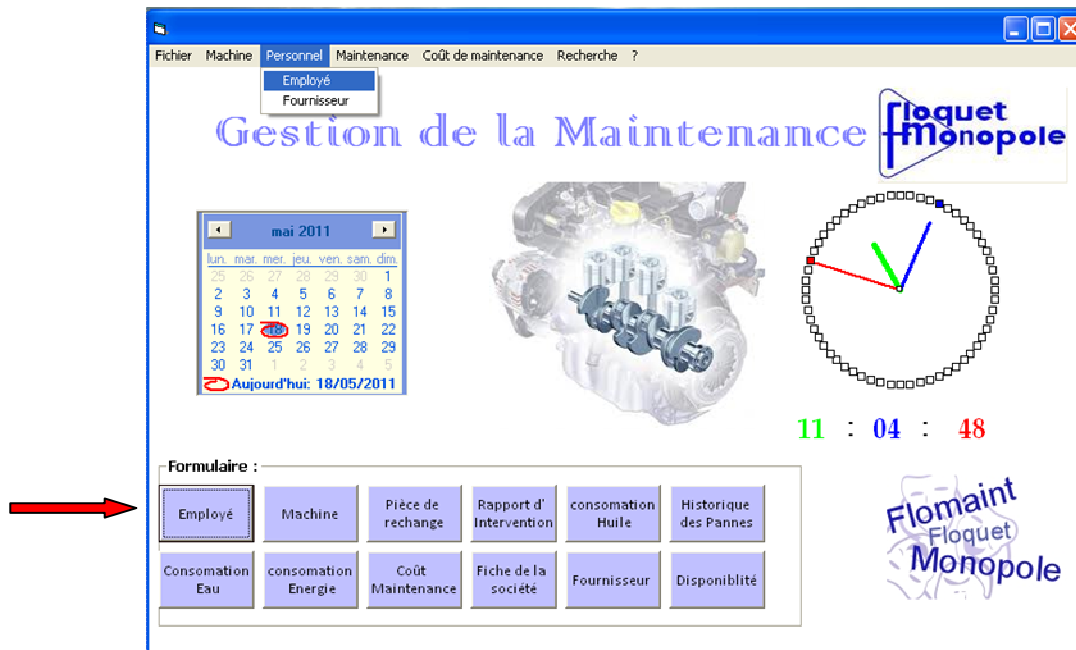 Fichier Machine Personnel Maintenance Coût de maintenance Recherche ?
Employé
Fournisseur
Gestion de la Maintenance
floquet
monopole
mai 2011
lun. mar. mer. jeu. ven. sam. dim.
25 26 27 28 29 30 1
2 3 4 5 6 7 8
9 10 11 12 13 14 15
16 17 18 19 20 21 22
23 24 25 26 27 28 29
30 31 1 2 3 4 5
Aujourd'hui: 18/05/2011
11 : 04 : 48
Formulaire :
Employé
Machine
Pièce de
rechange
Rapport d'
Intervention
consomation
Huile
Historique
des Pannes
Consomation
Eau
consomation
Energie
Coût
Maintenance
Fiche de la
société
Fournisseur
Disponiblité
Flomaint
Floquet
Monopole